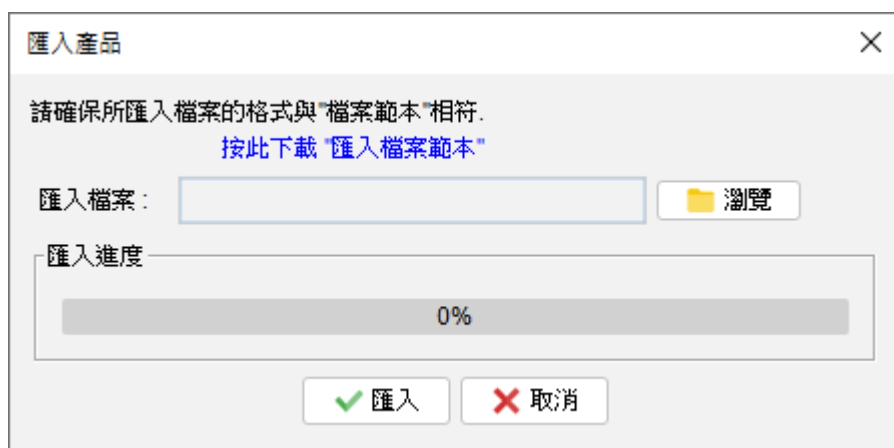 匯入產品
請確保所匯入檔案的格式與"檔案範本"相符.
按此下載 "匯入檔案範本"
匯入檔案 : 瀏覽
匯入進度
0%
匯入 取消